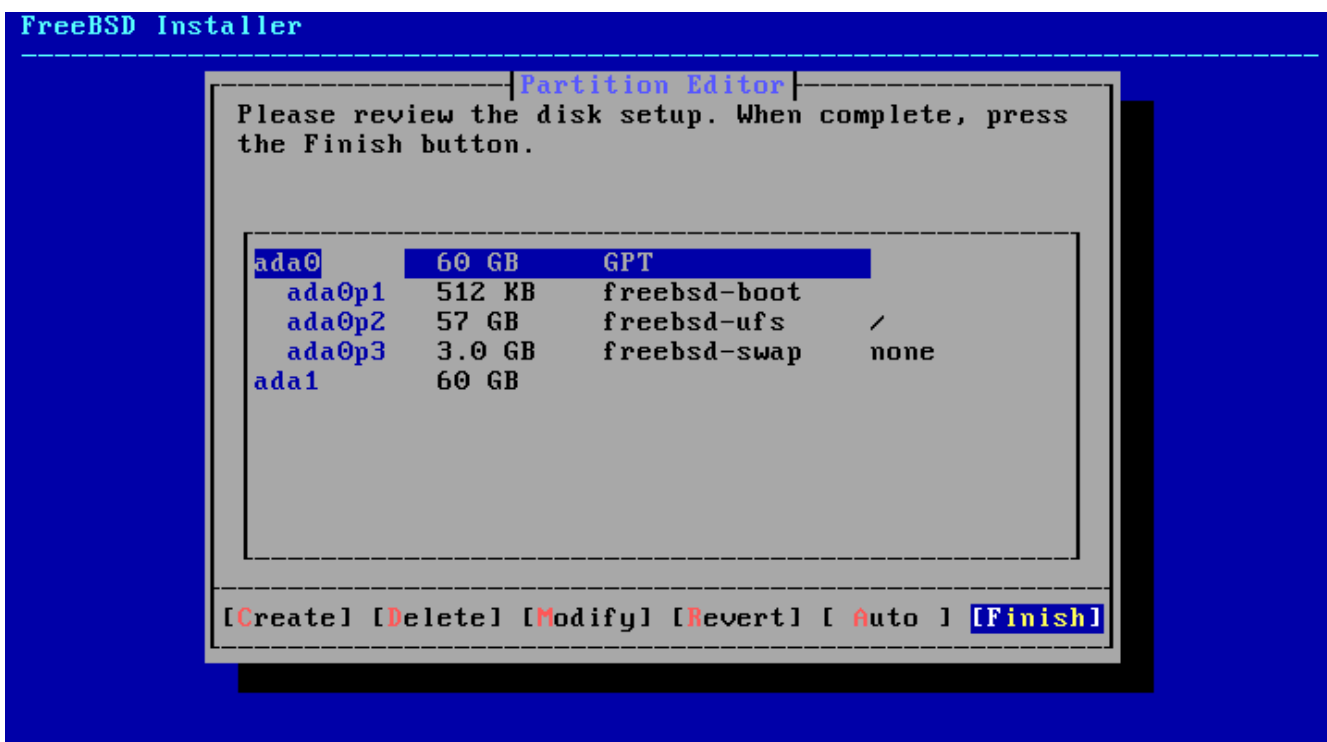 FreeBSD Installer
Partition Editor
Please review the disk setup. When complete, press
the Finish button.
ada0 60 GB GPT
ada0p1 512 KB freebsd-boot
ada0p2 57 GB freebsd-ufs /
ada0p3 3.0 GB freebsd-swap none
ada1 60 GB
[Create] [Delete] [Modify] [Revert] [ Auto ] [Finish]